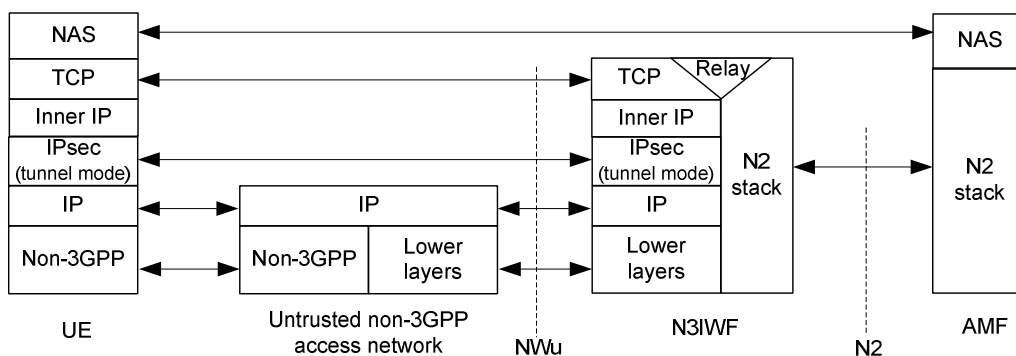 NAS
TCP
Inner IP
IPsec
(tunnel mode)
IP
Non-3GPP
UE
IP
Non-3GPP
Lower
layers
Untrusted non-3GPP
access network
NWu
TCP
Relay
Inner IP
IPsec
(tunnel mode)
IP
Lower
layers
N2
stack
N3IWF
N2
NAS
N2
stack
AMF